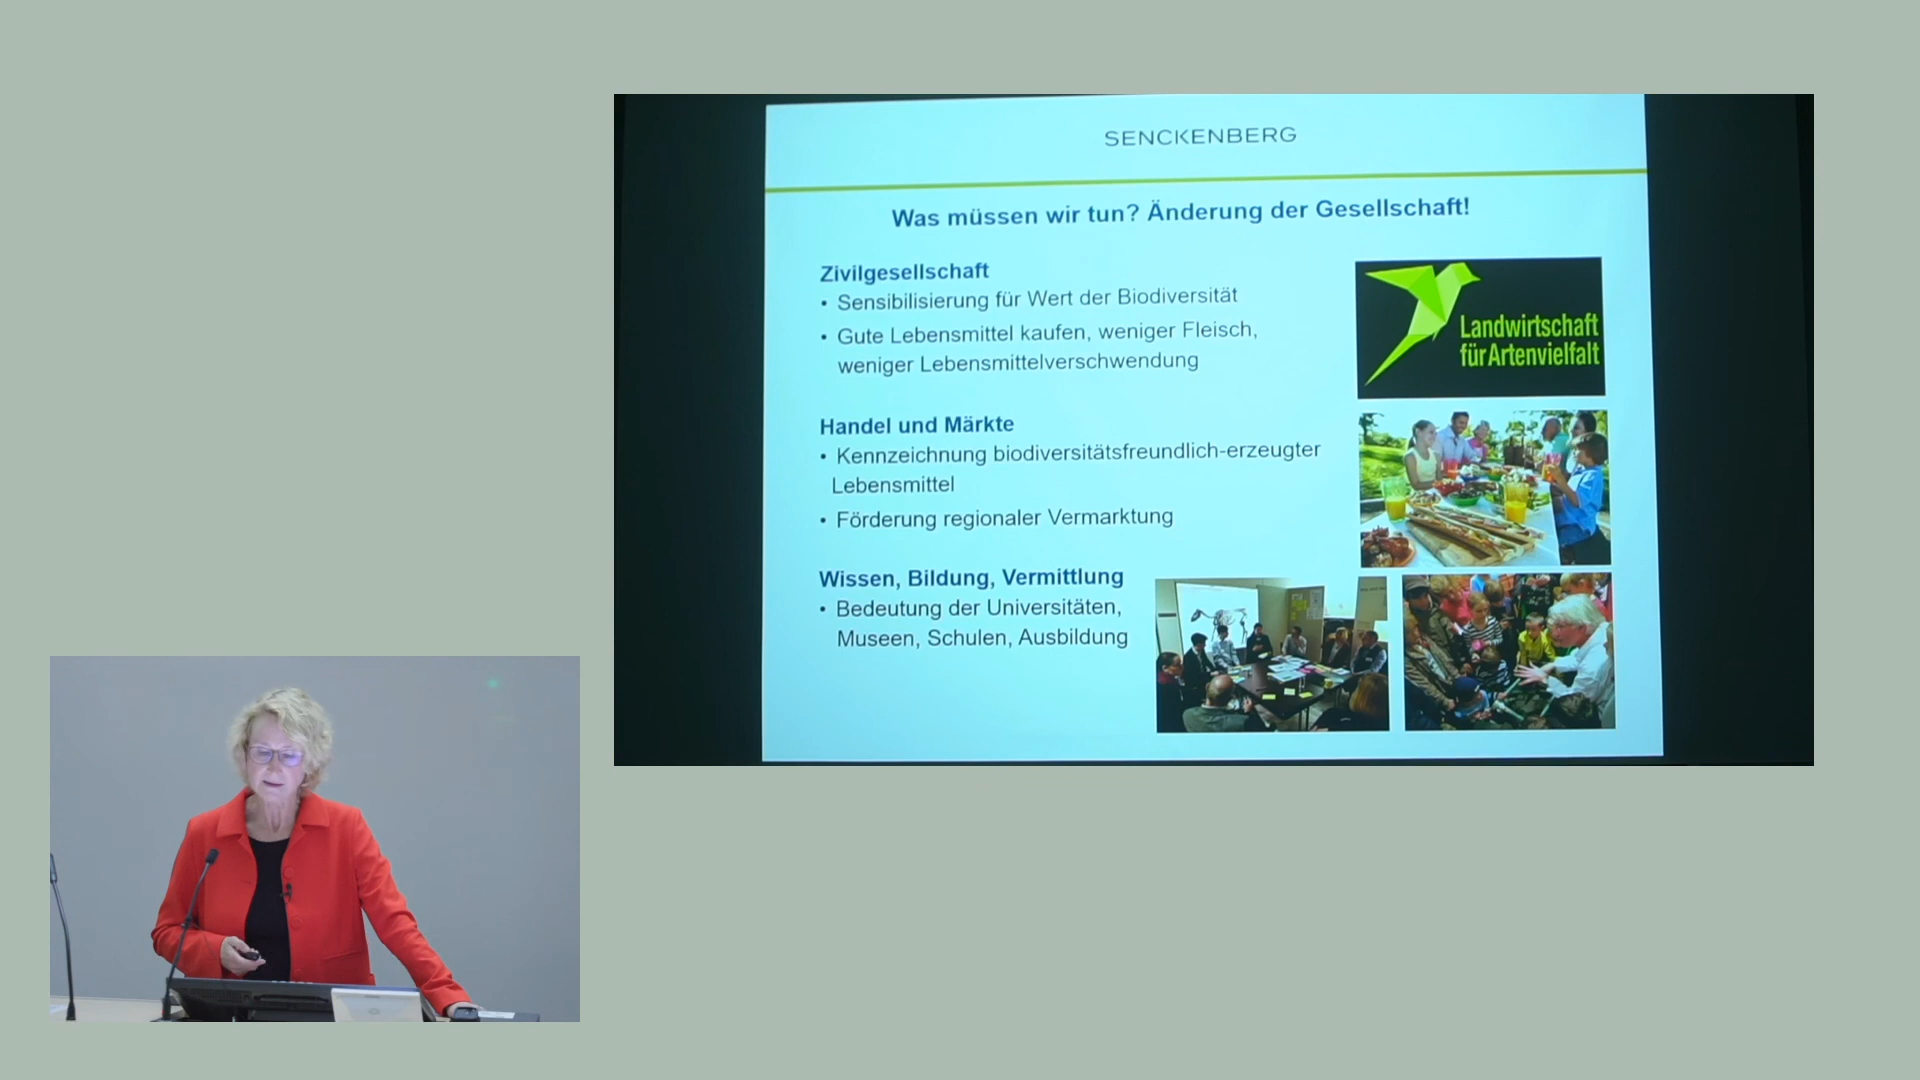 SENCKENBERG
Was müssen wir tun? Änderung der Gesellschaft!
Zivilgesellschaft
• Sensibilisierung für Wert der Biodiversität
• Gute Lebensmittel kaufen, weniger Fleisch,
weniger Lebensmittelverschwendung
Landwirtschaft
für Artenvielfalt
Handel und Märkte
• Kennzeichnung biodiversitätsfreundlich-erzeugter
Lebensmittel
• Förderung regionaler Vermarktung
Wissen, Bildung, Vermittlung
• Bedeutung der Universitäten,
Museen, Schulen, Ausbildung